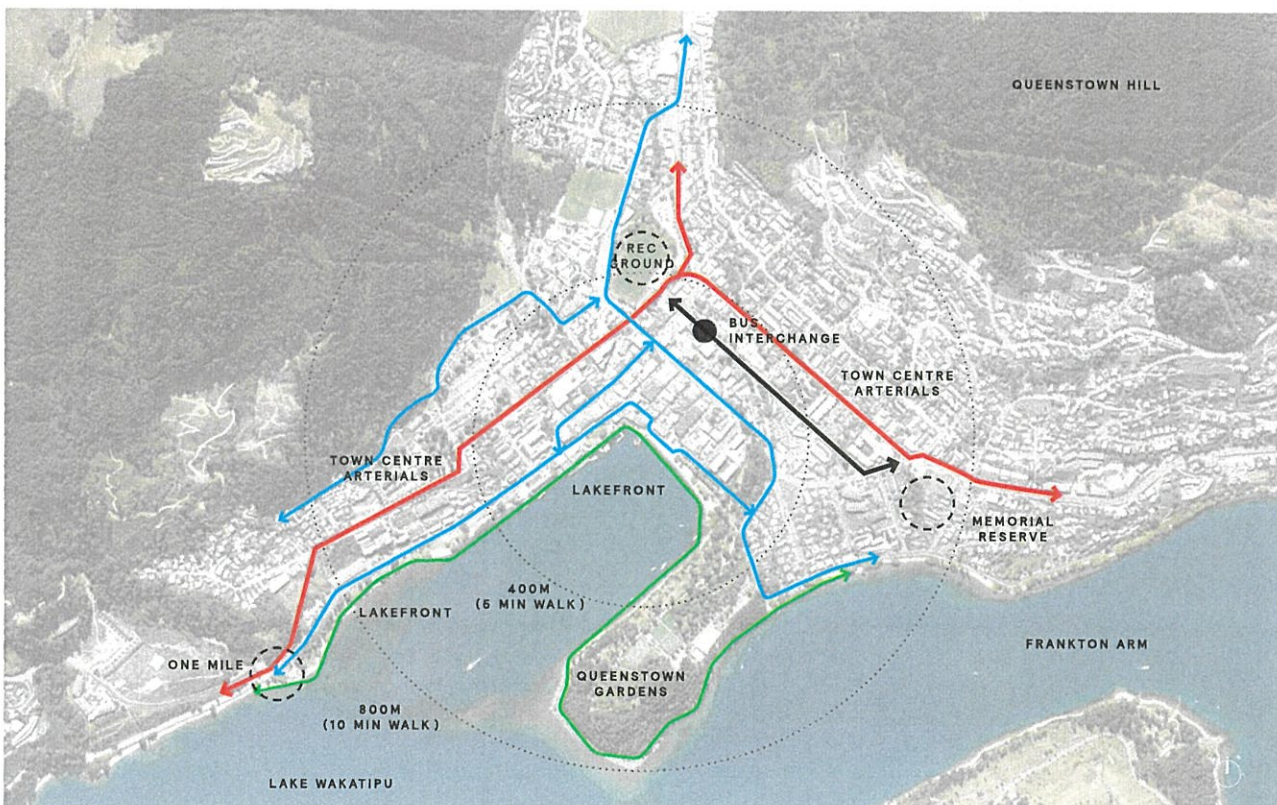 QUEENSTOWN HILL
REC
GROUND
BUS
INTERCHANGE
TOWN CENTRE
ARTERIALS
TOWN CENTRE
ARTERIALS
LAKEFRONT
MEMORIAL
RESERVE
400M
(5 MIN WALK)
LAKEFRONT
FRANKTON ARM
ONE MILE
QUEENSTOWN
GARDENS
800M
(10 MIN WALK)
LAKE WAKATIPU